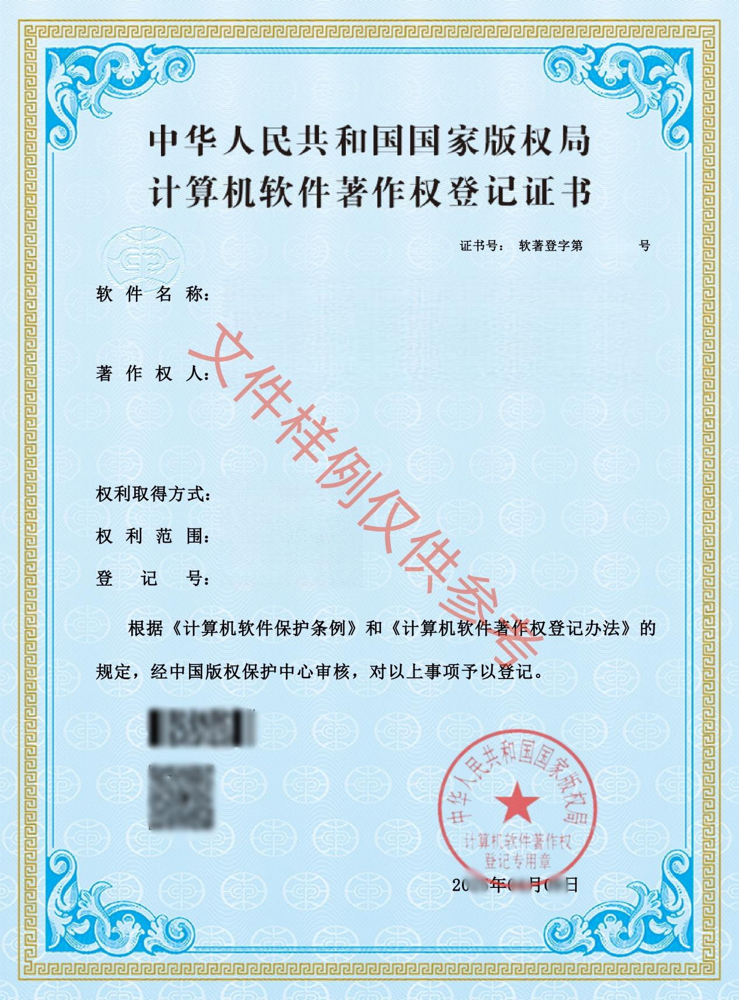 中华人民共和国国家版权局
计算机软件著作权登记证书
证书号： 软著登字第 号
软件名称：
著作权人：
文件样例仅供参考
权利取得方式：
权利范围：
登记号：
根据《计算机软件保护条例》和《计算机软件著作权登记办法》的
规定，经中国版权保护中心审核，对以上事项予以登记。
中华人民共和国国家版权局
计算机软件著作权
登记专用章
年 月 日